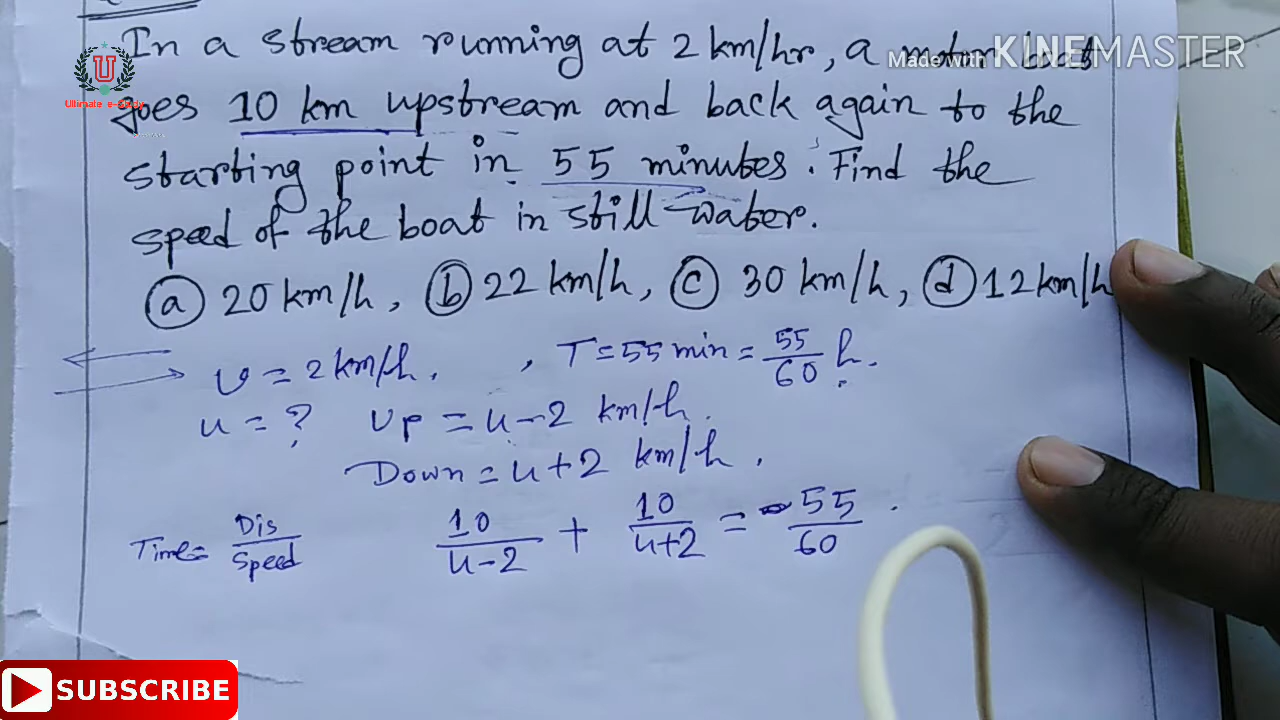 In a stream running at 2 km/hr, a motor boat
goes 10 km upstream and back again to the
starting point in 55 minutes. Find the
speed of the boat in still water.
(a) 20 km/h, (b) 22 km/h, (c) 30 km/h, (d) 12 km/h
v = 2 km/h. , T = 55 min = 55/60 h.
u = ? Up = u - 2 km/h.
Down = u + 2 km/h.
Time = Dis/Speed 10/u-2 + 10/u+2 = 55/60 .
Made with KINEMASTER
U
Ultimate e-Study
SUBSCRIBE